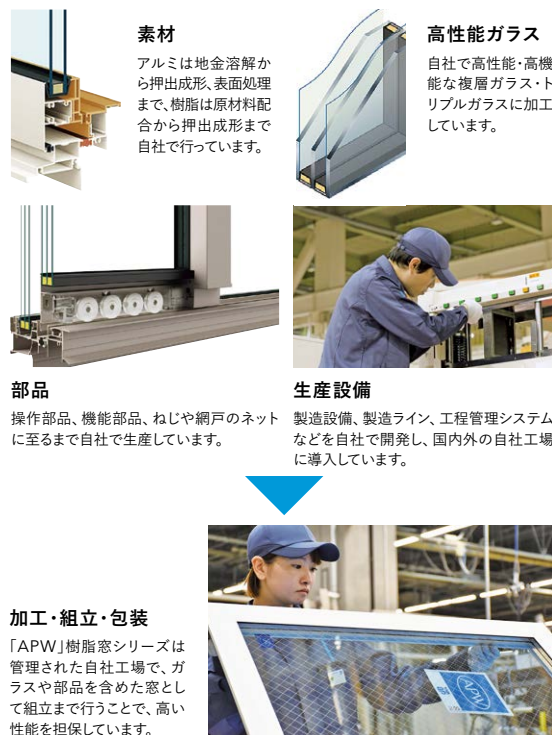 素材
アルミは地金溶解か
ら押出成形、表面処理
まで、樹脂は原材料配
合から押出成形まで
自社で行っています。
高性能ガラス
自社で高性能・高機
能な複層ガラス・ト
リプルガラスに加工
しています。
部品
操作部品、機能部品、ねじや網戸のネット
に至るまで自社で生産しています。
生産設備
製造設備、製造ライン、工程管理システム
などを自社で開発し、国内外の自社工場
に導入しています。
加工・組立・包装
「APW」樹脂窓シリーズは
管理された自社工場で、ガ
ラスや部品を含めた窓とし
て組立まで行うことで、高い
性能を担保しています。
APW